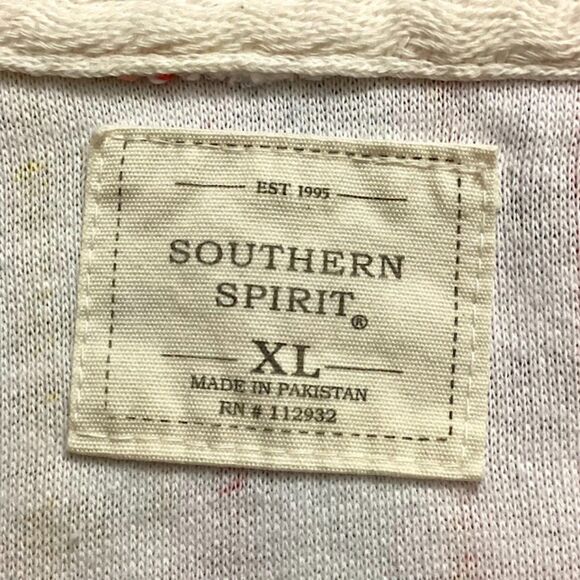 EST 1995
SOUTHERN
SPIRIT®
XL
MADE IN PAKISTAN
RN # 112932